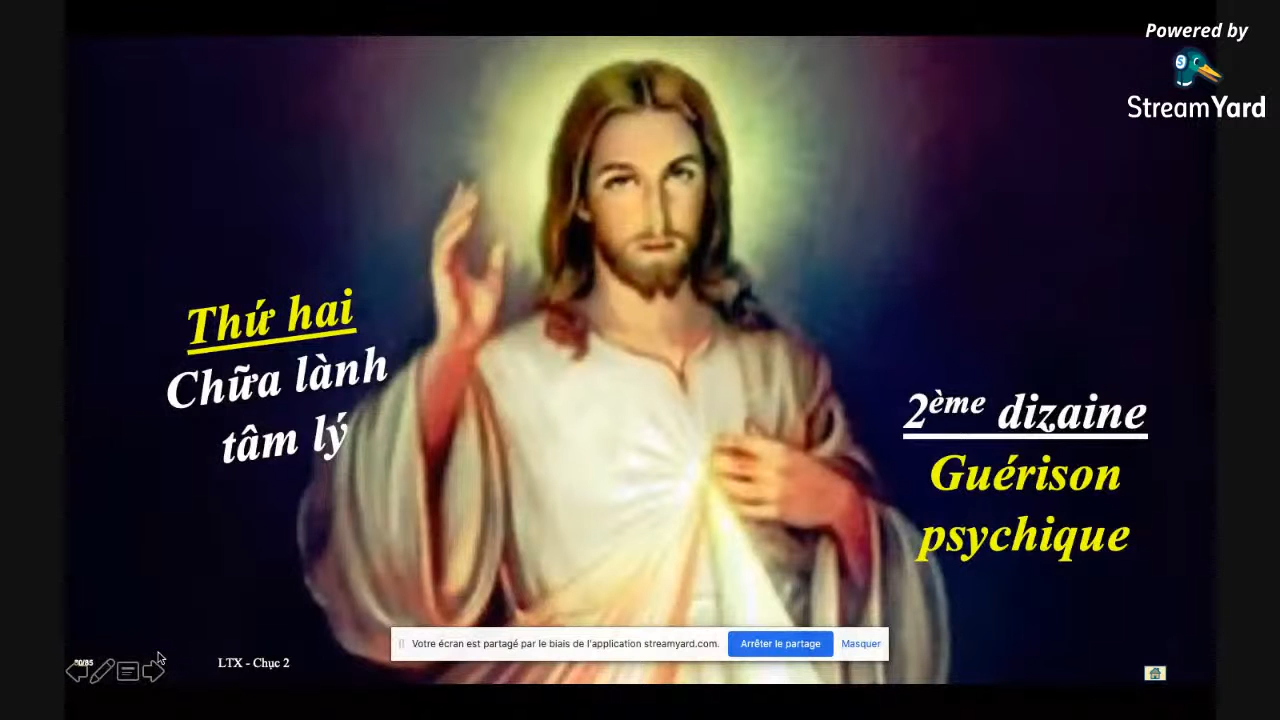 Powered by
StreamYard
Thứ hai
Chữa lành
tâm lý
2ème dizaine
Guérison
psychique
Votre écran est partagé par le biais de l'application streamyard.com.
Arrêter le partage
Masquer
LTX - Chục 2